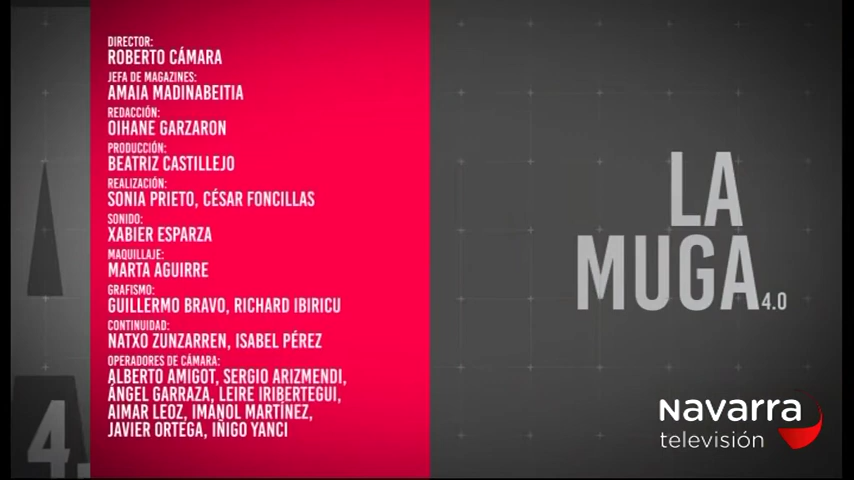 DIRECTOR:
ROBERTO CÁMARA
JEFA DE MAGAZINES:
AMAIA MADINABEITIA
REDACCIÓN:
OIHANE GARZARON
PRODUCCIÓN:
BEATRIZ CASTILLEJO
REALIZACIÓN:
SONIA PRIETO, CÉSAR FONCILLAS
SONIDO:
XABIER ESPARZA
MAQUILLAJE:
MARTA AGUIRRE
GRAFISMO:
GUILLERMO BRAVO, RICHARD IBIRICU
CONTINUIDAD:
NATXO ZUNZARREN, ISABEL PÉREZ
OPERADORES DE CÁMARA:
ALBERTO AMIGOT, SERGIO ARIZMENDI,
ÁNGEL GARRAZA, LEIRE IRIBERTEGUI,
AIMAR LEOZ, IMANOL MARTÍNEZ,
JAVIER ORTEGA, IÑIGO YANCI
LA
MUGA 4.0
Navarra
televisión
A
4.